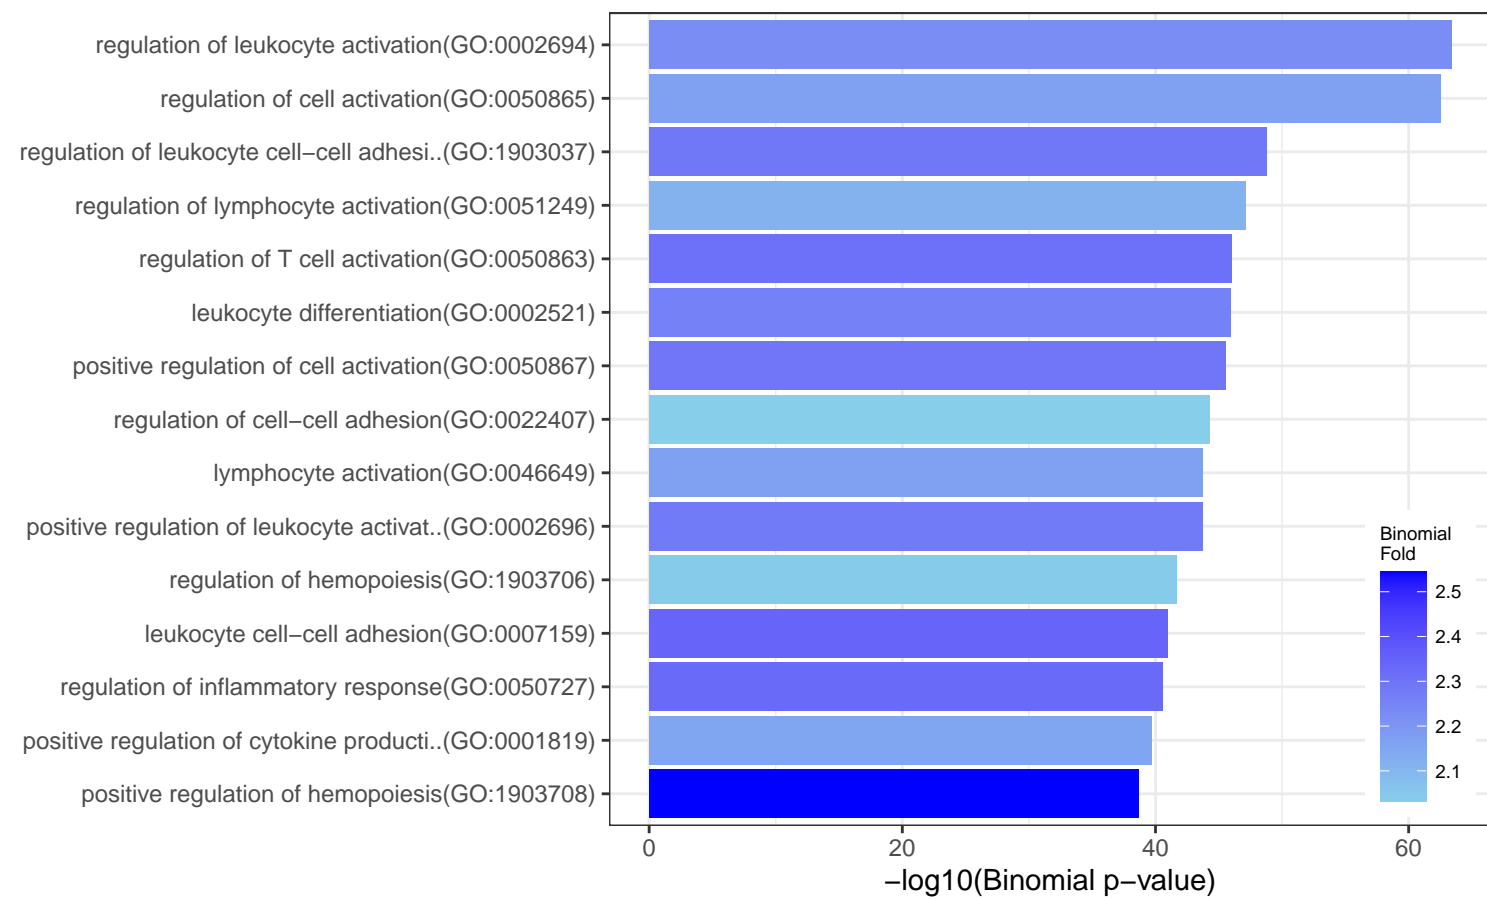 regulation of leukocyte activation(GO:0002694)
regulation of cell activation(GO:0050865)
regulation of leukocyte cell−cell adhesi..(GO:1903037)
regulation of lymphocyte activation(GO:0051249)
regulation of T cell activation(GO:0050863)
leukocyte differentiation(GO:0002521)
positive regulation of cell activation(GO:0050867)
regulation of cell−cell adhesion(GO:0022407)
lymphocyte activation(GO:0046649)
positive regulation of leukocyte activat..(GO:0002696)
regulation of hemopoiesis(GO:1903706)
leukocyte cell−cell adhesion(GO:0007159)
regulation of inflammatory response(GO:0050727)
positive regulation of cytokine producti..(GO:0001819)
positive regulation of hemopoiesis(GO:1903708)
Binomial
Fold
2.5
2.4
2.3
2.2
2.1
0 20 40 60
−log10(Binomial p−value)